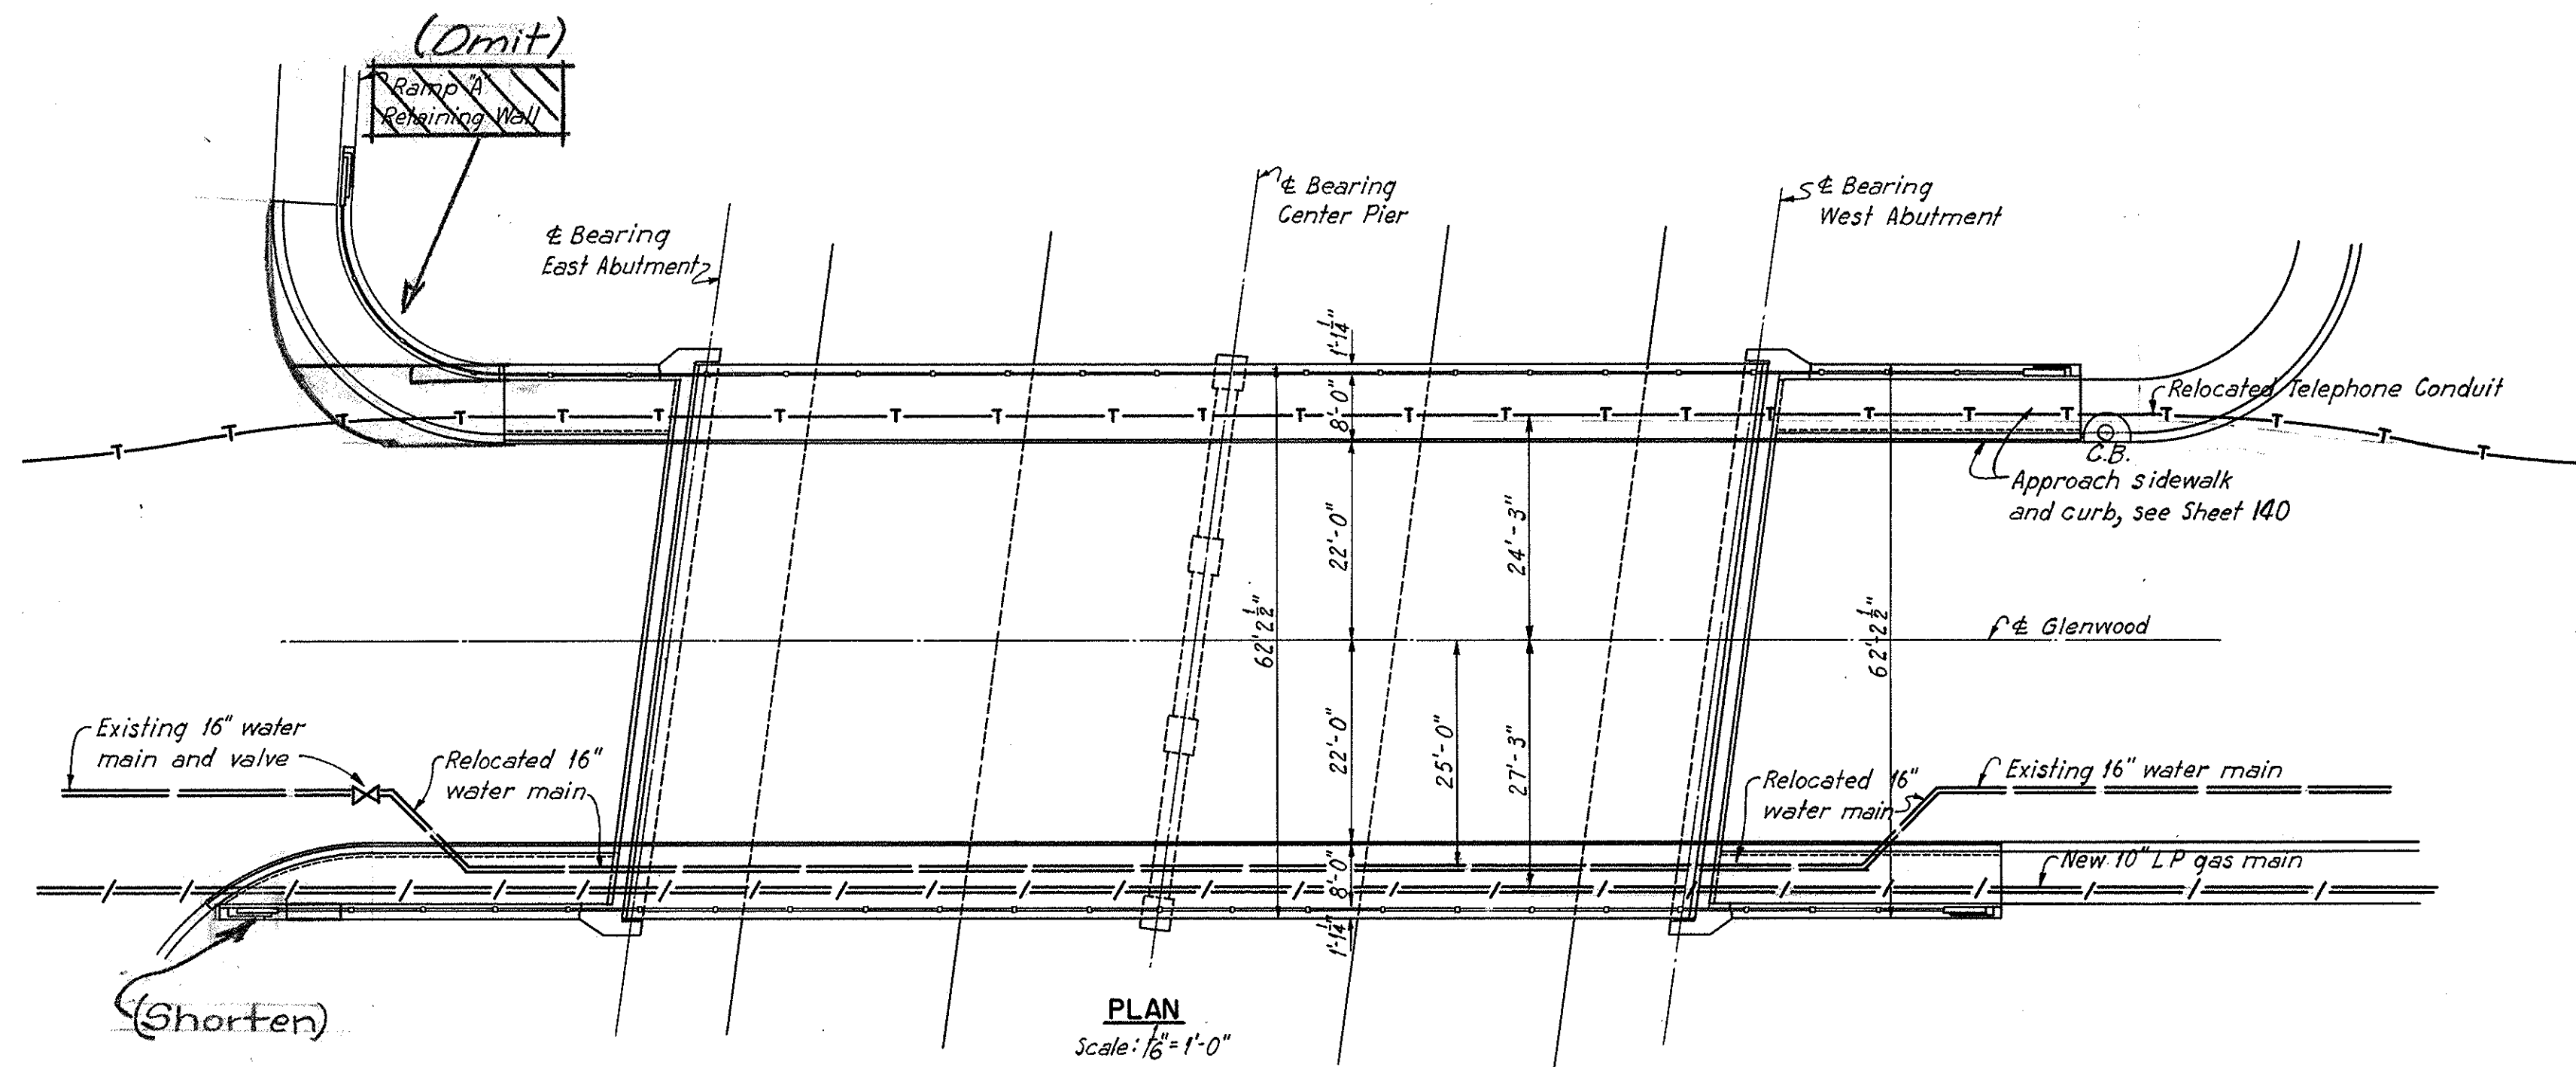 (Omit)
Ramp "A"
Retaining Wall
℄ Bearing
East Abutment
℄ Bearing
Center Pier
℄ Bearing
West Abutment
1'-1¼"
8'-0"
22'-0"
24'-3"
62'2½"
62'-2½"
22'-0"
25'-0"
27'-3"
8'-0"
1'-1¼"
T T T T T T T T T T T T T T T T T T T T T T T
Relocated Telephone Conduit
C.B.
Approach sidewalk
and curb, see Sheet 140
℄ Glenwood
Existing 16" water
main and valve
Relocated 16"
water main
Relocated 16"
water main
Existing 16" water main
New 10" LP gas main
(Shorten)
PLAN
Scale: 1/16" = 1'-0"